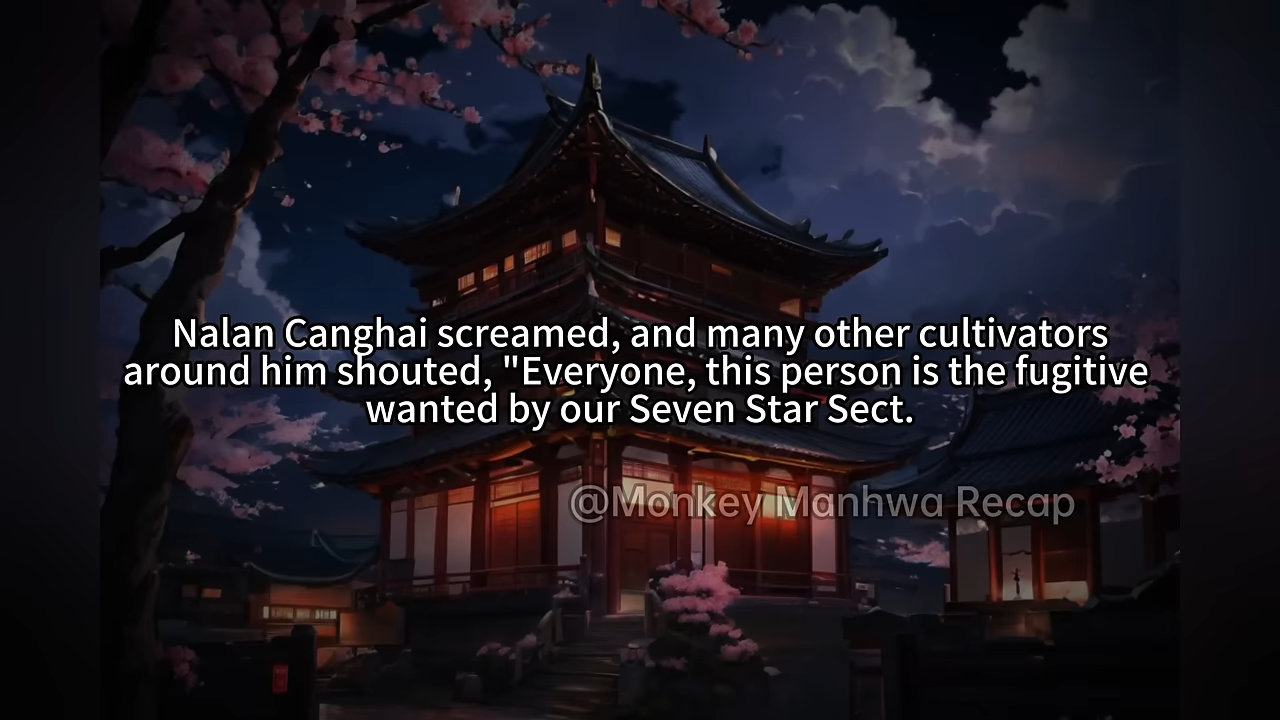 Nalan Canghai screamed, and many other cultivators
around him shouted, "Everyone, this person is the fugitive
wanted by our Seven Star Sect.
@Monkey Manhwa Recap